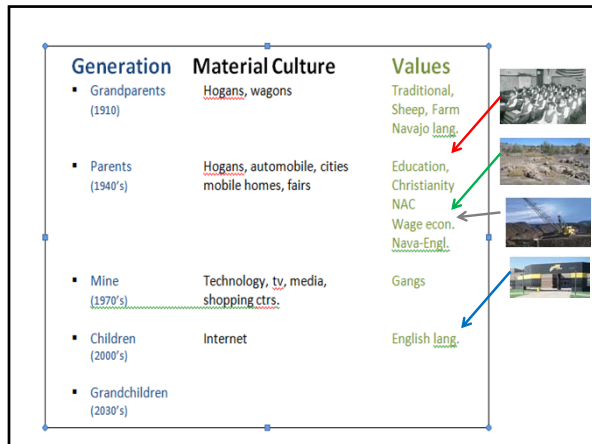 Generation Material Culture Values
▪ Grandparents Hogans, wagons Traditional,
(1910) Sheep, Farm
Navajo lang.
▪ Parents Hogans, automobile, cities Education,
(1940's) mobile homes, fairs Christianity
NAC
Wage econ.
Nava-Engl.
▪ Mine Technology, tv, media, Gangs
(1970's) shopping ctrs.
▪ Children Internet English lang.
(2000's)
▪ Grandchildren
(2030's)